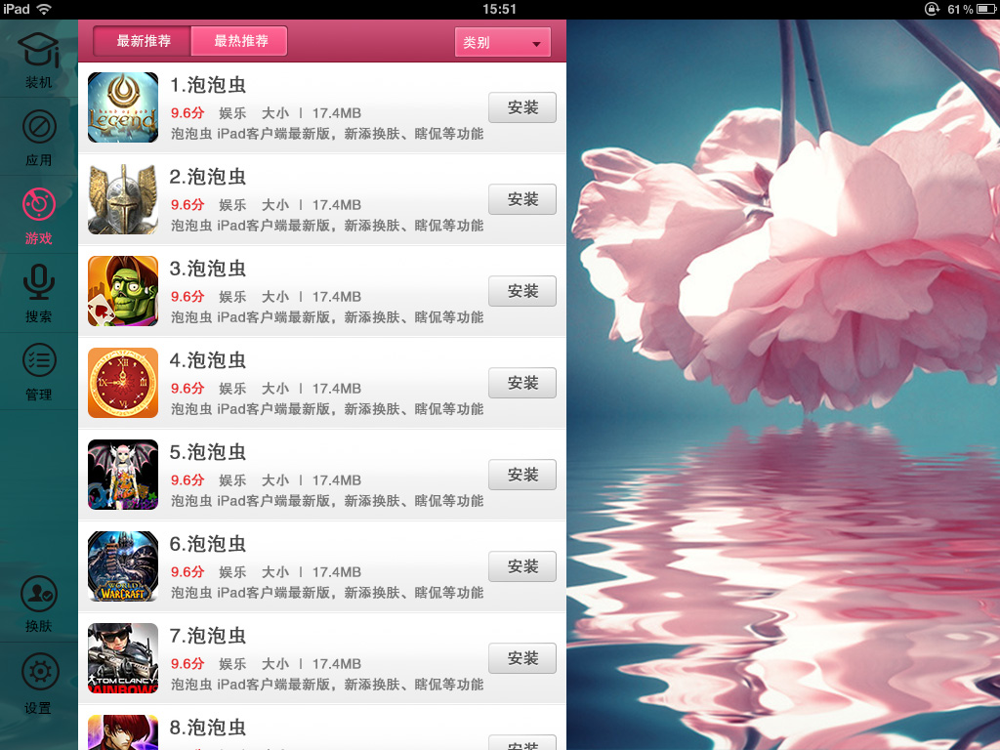 iPad 15:51 61%
装机
应用
游戏
搜索
管理
换肤
设置
最新推荐 最热推荐 类别
1.泡泡虫
9.6分 娱乐 大小 | 17.4MB
泡泡虫 iPad客户端最新版，新添换肤、瞎侃等功能
安装
hand of god
Legend
2.泡泡虫
9.6分 娱乐 大小 | 17.4MB
泡泡虫 iPad客户端最新版，新添换肤、瞎侃等功能
安装
3.泡泡虫
9.6分 娱乐 大小 | 17.4MB
泡泡虫 iPad客户端最新版，新添换肤、瞎侃等功能
安装
4.泡泡虫
9.6分 娱乐 大小 | 17.4MB
泡泡虫 iPad客户端最新版，新添换肤、瞎侃等功能
安装
XII
III
VI
IX
5.泡泡虫
9.6分 娱乐 大小 | 17.4MB
泡泡虫 iPad客户端最新版，新添换肤、瞎侃等功能
安装
6.泡泡虫
9.6分 娱乐 大小 | 17.4MB
泡泡虫 iPad客户端最新版，新添换肤、瞎侃等功能
安装
WORLD
WARCRAFT
7.泡泡虫
9.6分 娱乐 大小 | 17.4MB
泡泡虫 iPad客户端最新版，新添换肤、瞎侃等功能
安装
TOM CLANCY'
RAINBOW
8.泡泡虫
安装